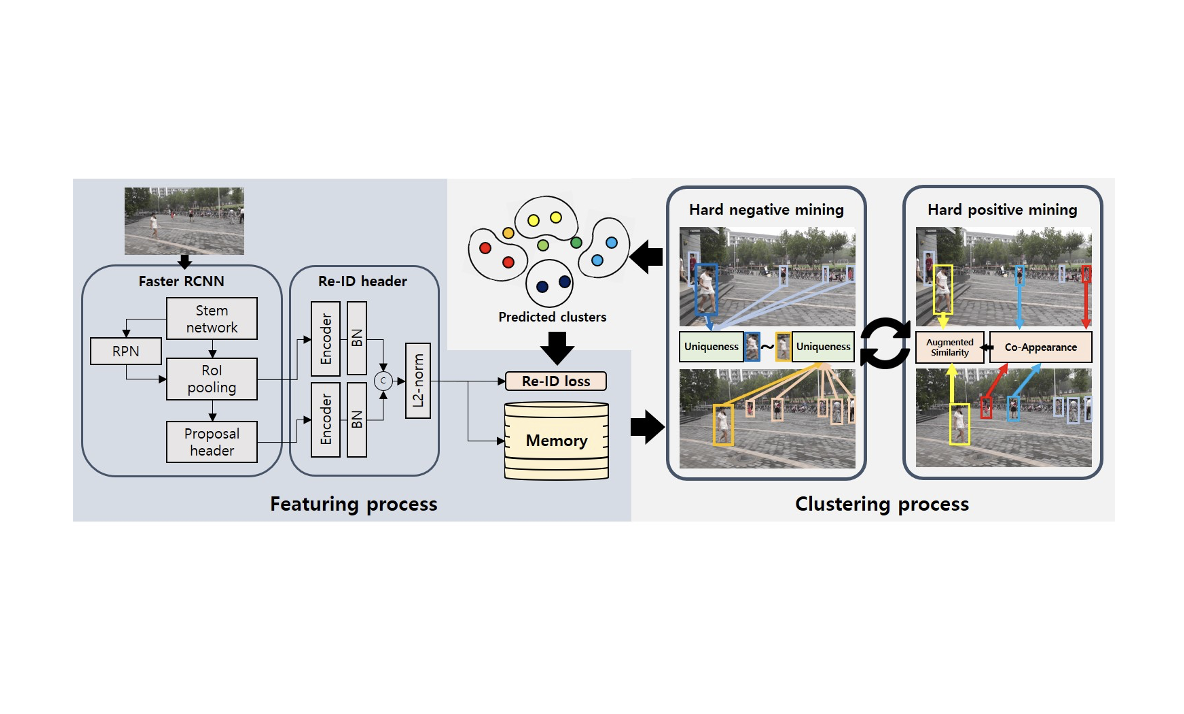 Faster RCNN
Stem
network
RPN
RoI
pooling
Proposal
header
Re-ID header
Encoder
BN
Encoder
BN
C
L2-norm
Predicted clusters
Re-ID loss
Memory
Featuring process
Hard negative mining
Uniqueness
~
Uniqueness
Hard positive mining
Augmented
Similarity
Co-Appearance
Clustering process